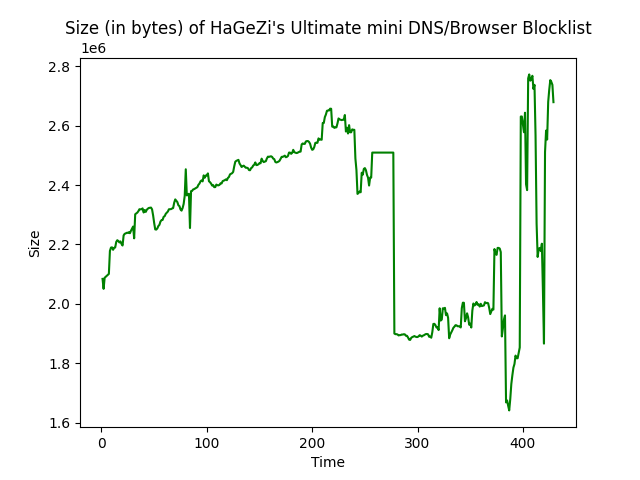 Size (in bytes) of HaGeZi's Ultimate mini DNS/Browser Blocklist
1e6
2.8
2.6
2.4
2.2
2.0
1.8
1.6
Size
0 100 200 300 400
Time